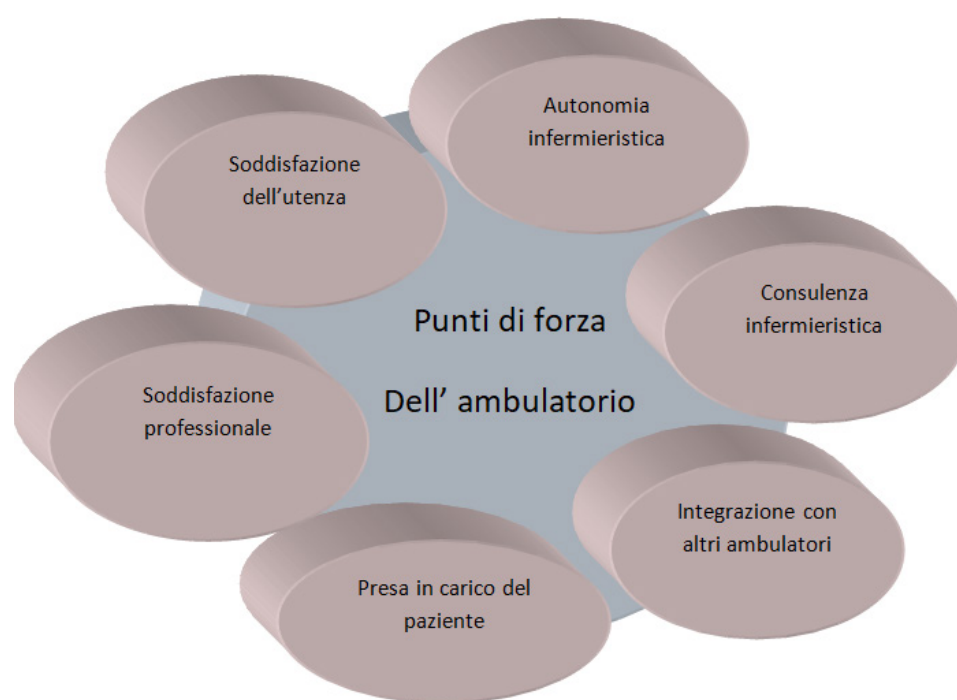 Autonomia
infermieristica
Soddisfazione
dell’utenza
Consulenza
infermieristica
Punti di forza
Dell’ ambulatorio
Soddisfazione
professionale
Integrazione con
altri ambulatori
Presa in carico del
paziente